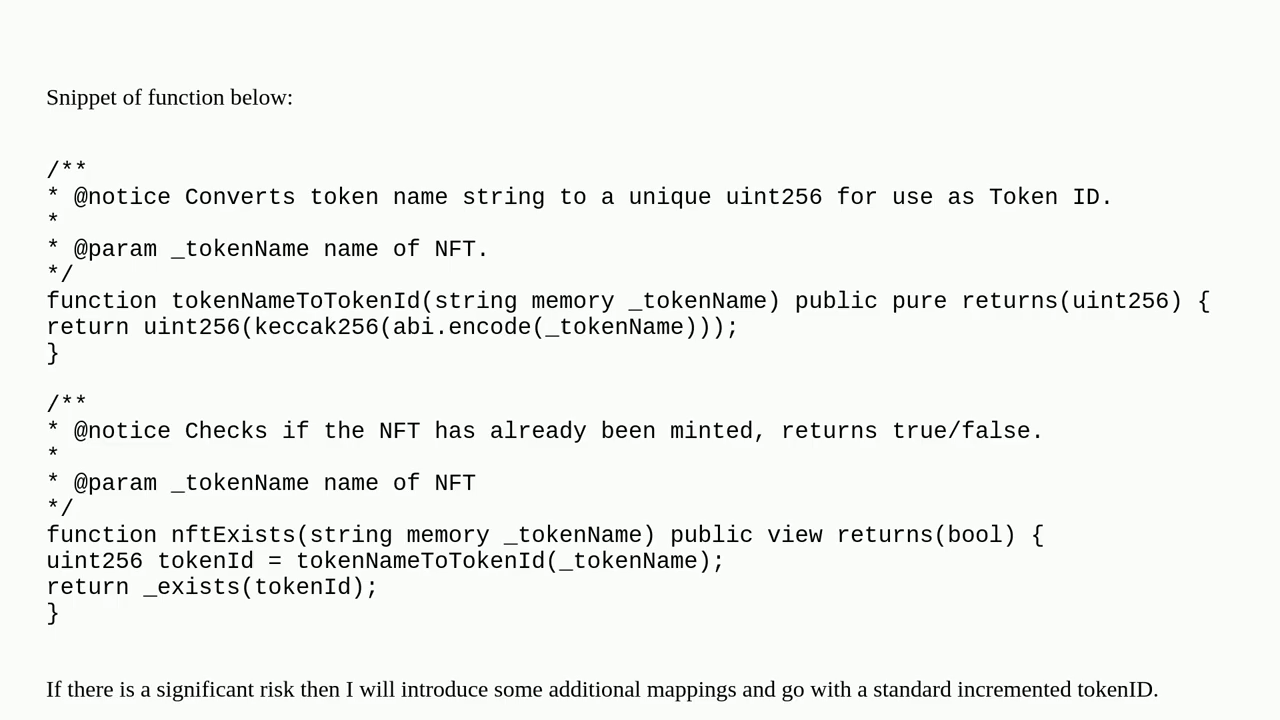 Snippet of function below:
/**
* @notice Converts token name string to a unique uint256 for use as Token ID.
*
* @param _tokenName name of NFT.
*/
function tokenNameToTokenId(string memory _tokenName) public pure returns(uint256) {
return uint256(keccak256(abi.encode(_tokenName)));
}
/**
* @notice Checks if the NFT has already been minted, returns true/false.
*
* @param _tokenName name of NFT
*/
function nftExists(string memory _tokenName) public view returns(bool) {
uint256 tokenId = tokenNameToTokenId(_tokenName);
return _exists(tokenId);
}
If there is a significant risk then I will introduce some additional mappings and go with a standard incremented tokenID.